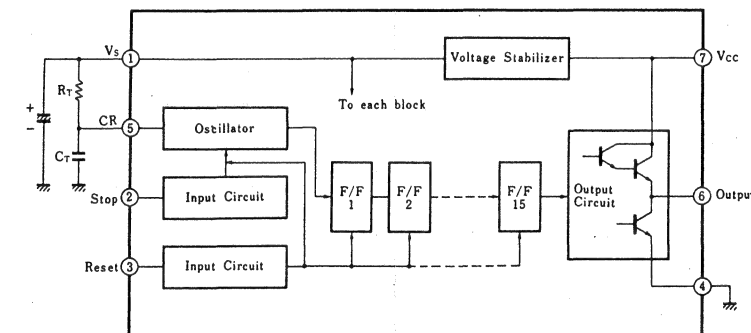 Vs
1
Voltage Stabilizer
7
Vcc
+
−
RT
To each block
CR
5
Oscillator
CT
Stop
2
Input Circuit
F/F
1
F/F
2
F/F
15
Output
Circuit
6
Output
Reset
3
Input Circuit
4